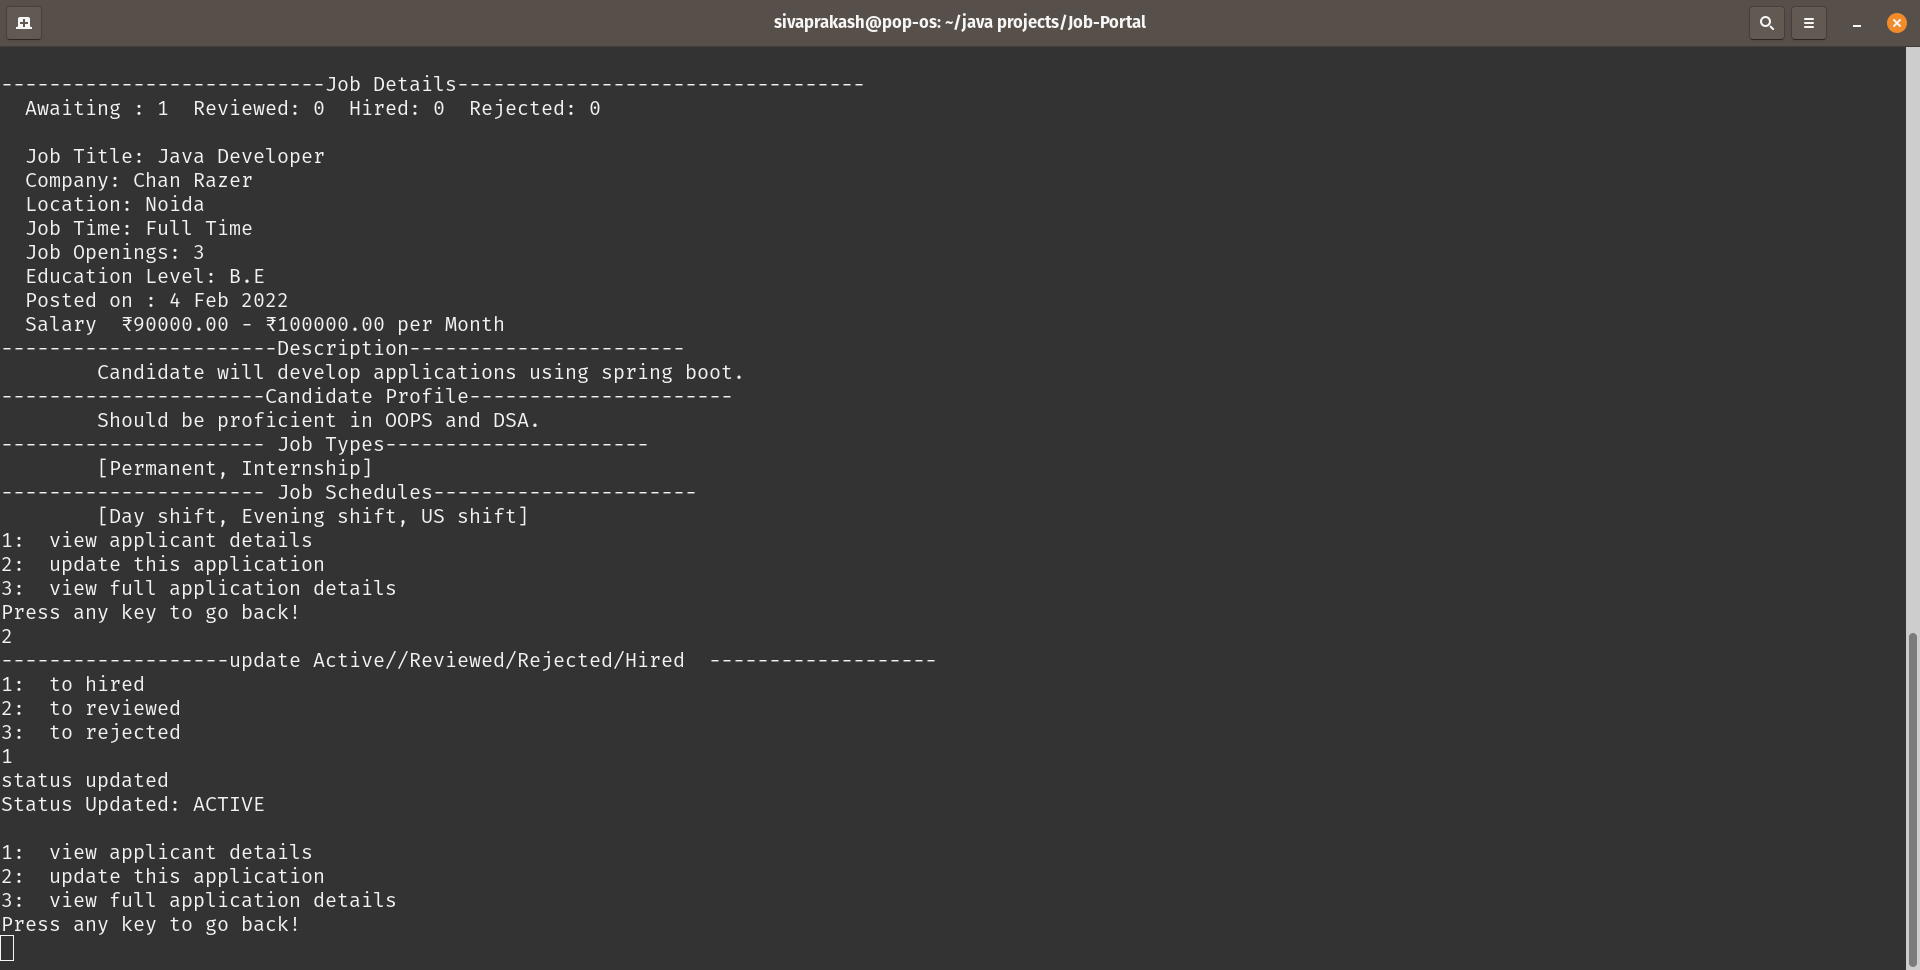 sivaprakash@pop-os: ~/java projects/Job-Portal
---------------------------Job Details----------------------------------
  Awaiting : 1  Reviewed: 0  Hired: 0  Rejected: 0
  Job Title: Java Developer
  Company: Chan Razer
  Location: Noida
  Job Time: Full Time
  Job Openings: 3
  Education Level: B.E
  Posted on : 4 Feb 2022
  Salary  ₹90000.00 - ₹100000.00 per Month
-----------------------Description-----------------------
        Candidate will develop applications using spring boot.
----------------------Candidate Profile----------------------
        Should be proficient in OOPS and DSA.
---------------------- Job Types----------------------
        [Permanent, Internship]
---------------------- Job Schedules----------------------
        [Day shift, Evening shift, US shift]
1:  view applicant details
2:  update this application
3:  view full application details
Press any key to go back!
2
-------------------update Active//Reviewed/Rejected/Hired  -------------------
1:  to hired
2:  to reviewed
3:  to rejected
1
status updated
Status Updated: ACTIVE
1:  view applicant details
2:  update this application
3:  view full application details
Press any key to go back!